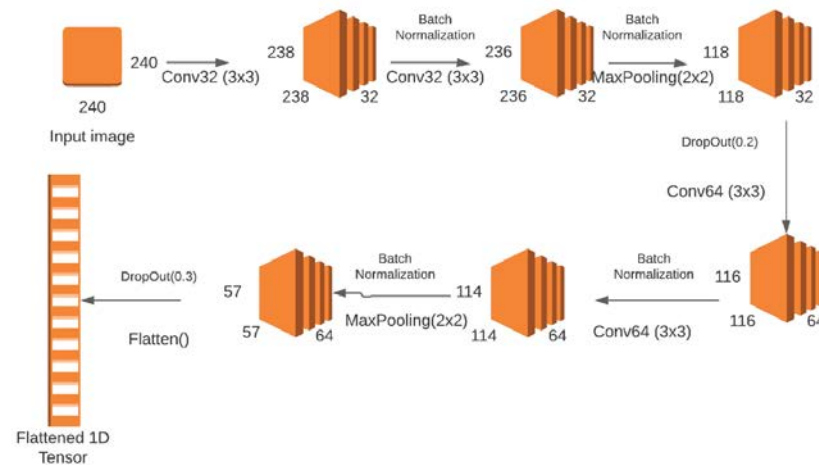 240
240
Input image
Conv32 (3x3)
238
238
32
Batch
Normalization
Conv32 (3x3)
236
236
32
Batch
Normalization
MaxPooling(2x2)
118
118
32
DropOut(0.2)
Conv64 (3x3)
116
116
64
Batch
Normalization
Conv64 (3x3)
114
114
64
Batch
Normalization
MaxPooling(2x2)
57
57
64
DropOut(0.3)
Flatten()
Flattened 1D
Tensor